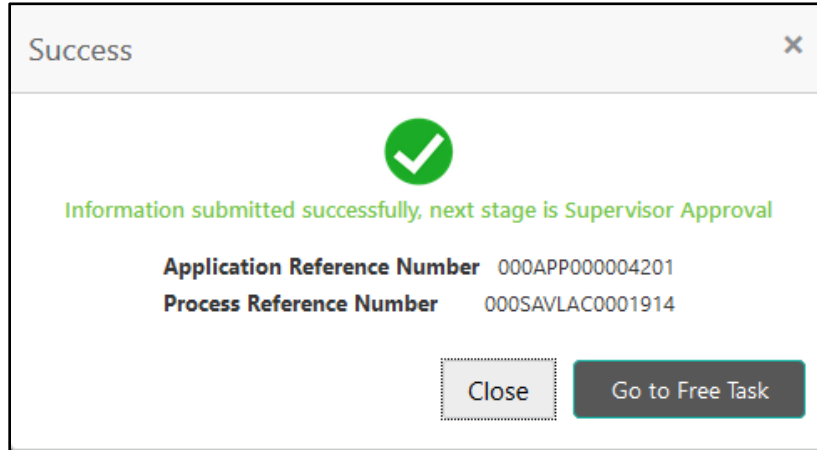 Success ×
Information submitted successfully, next stage is Supervisor Approval
Application Reference Number 000APP000004201
Process Reference Number 000SAVLAC0001914
Close Go to Free Task